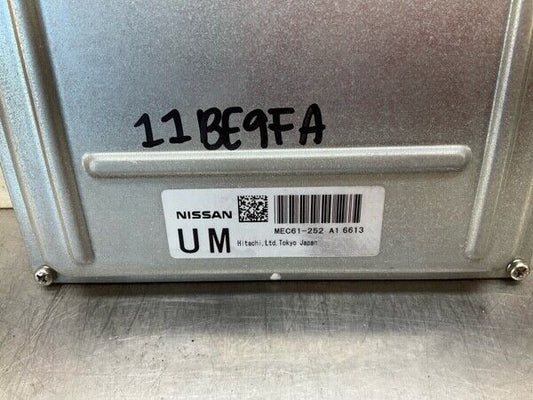 11BE9FA
NISSAN
UM
MEC61-252 A1 6613
Hitachi,Ltd.Tokyo Japan